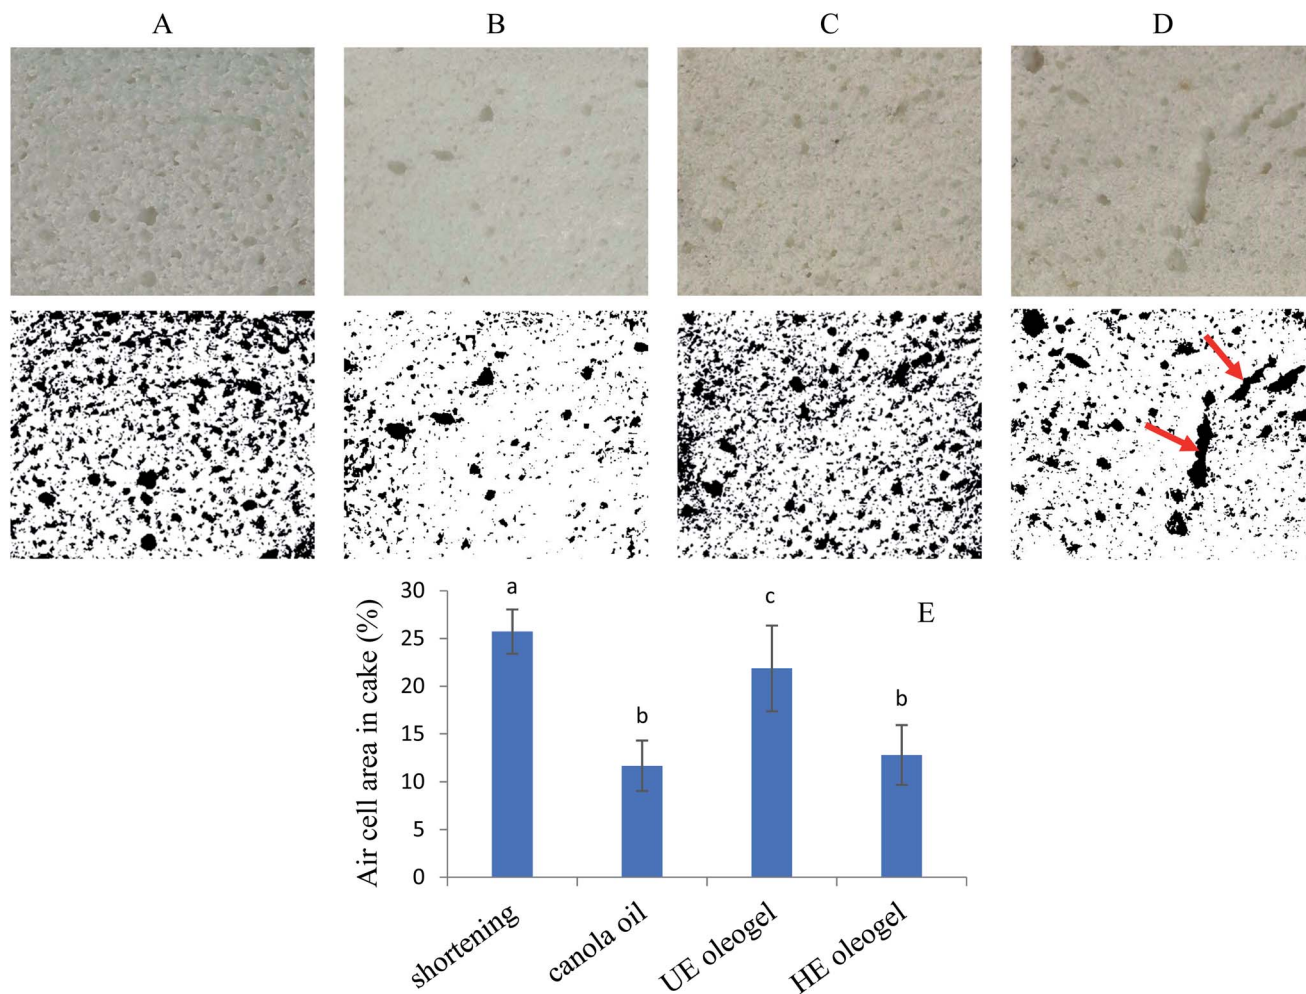 A
B
C
D
E
Air cell area in cake (%)
30
25
20
15
10
5
0
a
b
c
b
shortening
canola oil
UE oleogel
HE oleogel